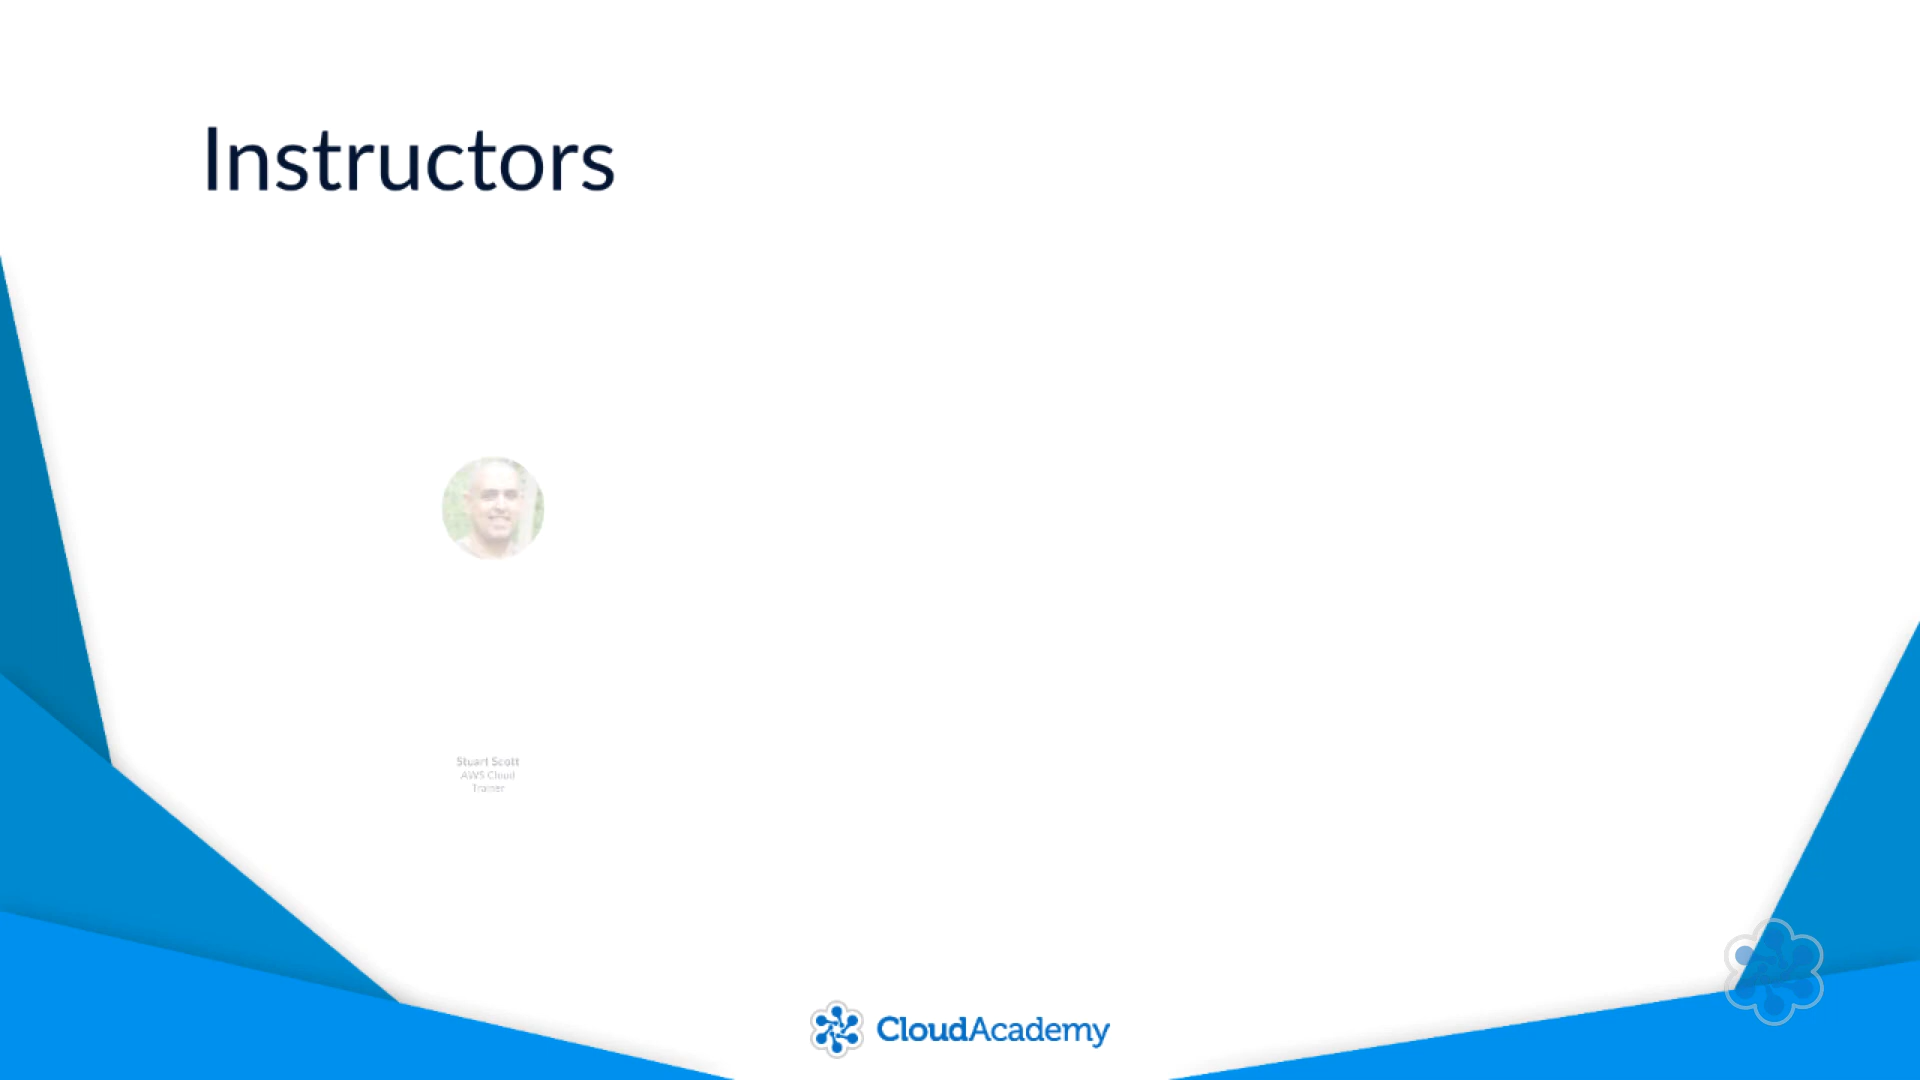 Instructors
Stuart Scott
AWS Cloud
Trainer
CloudAcademy